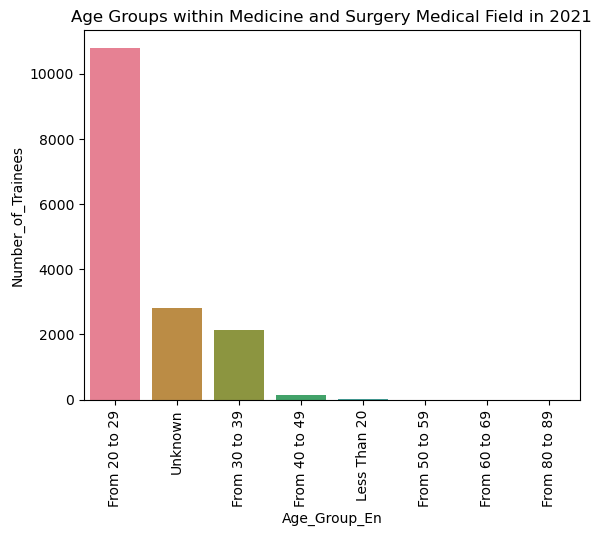 Age Groups within Medicine and Surgery Medical Field in 2021
Number_of_Trainees
10000
8000
6000
4000
2000
0
From 20 to 29
Unknown
From 30 to 39
From 40 to 49
Less Than 20
From 50 to 59
From 60 to 69
From 80 to 89
Age_Group_En